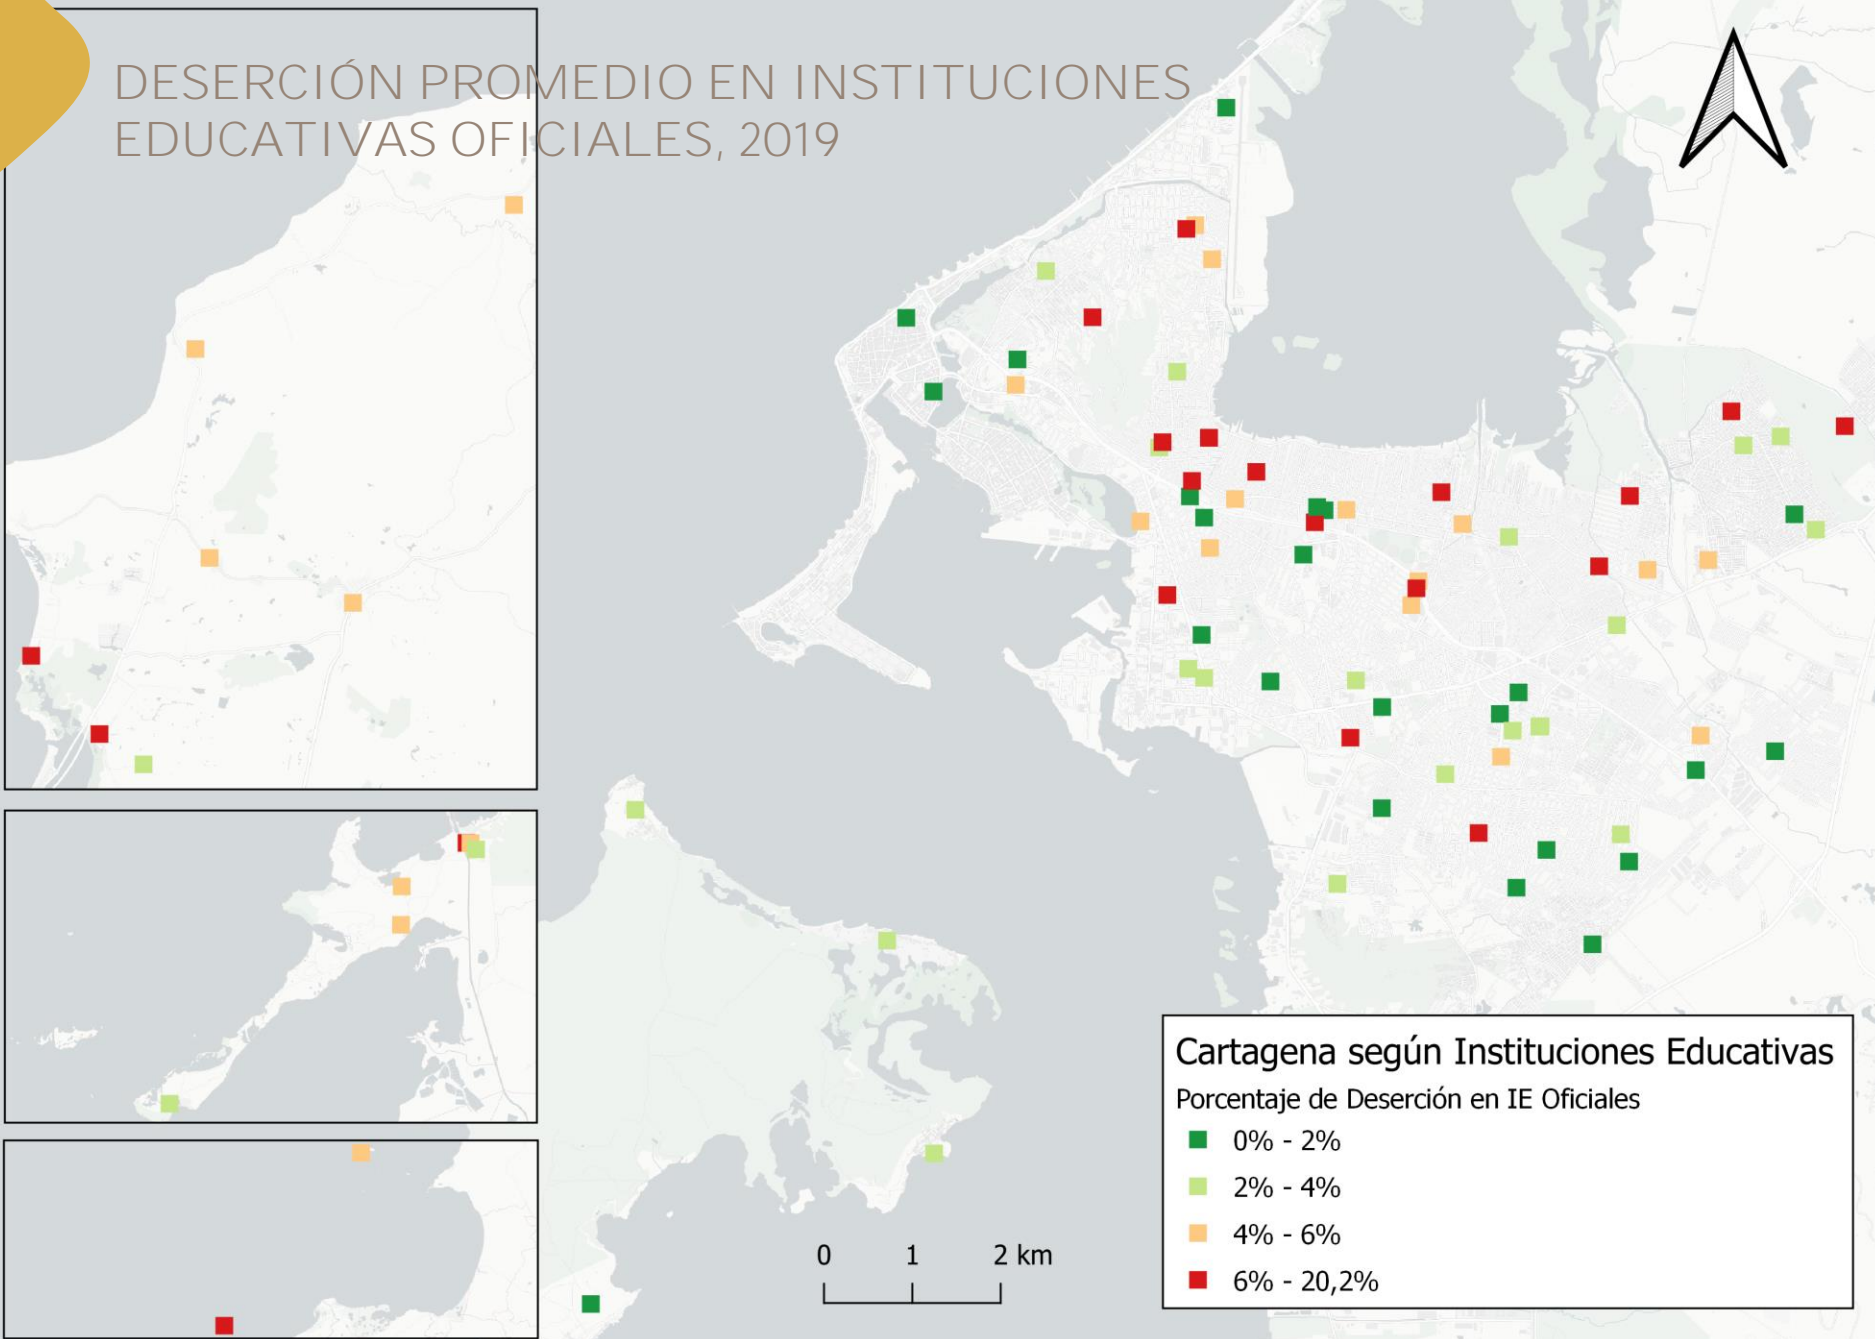 DESERCIÓN PROMEDIO EN INSTITUCIONES
EDUCATIVAS OFICIALES, 2019
0 1 2 km
Cartagena según Instituciones Educativas
Porcentaje de Deserción en IE Oficiales
0% - 2%
2% - 4%
4% - 6%
6% - 20,2%